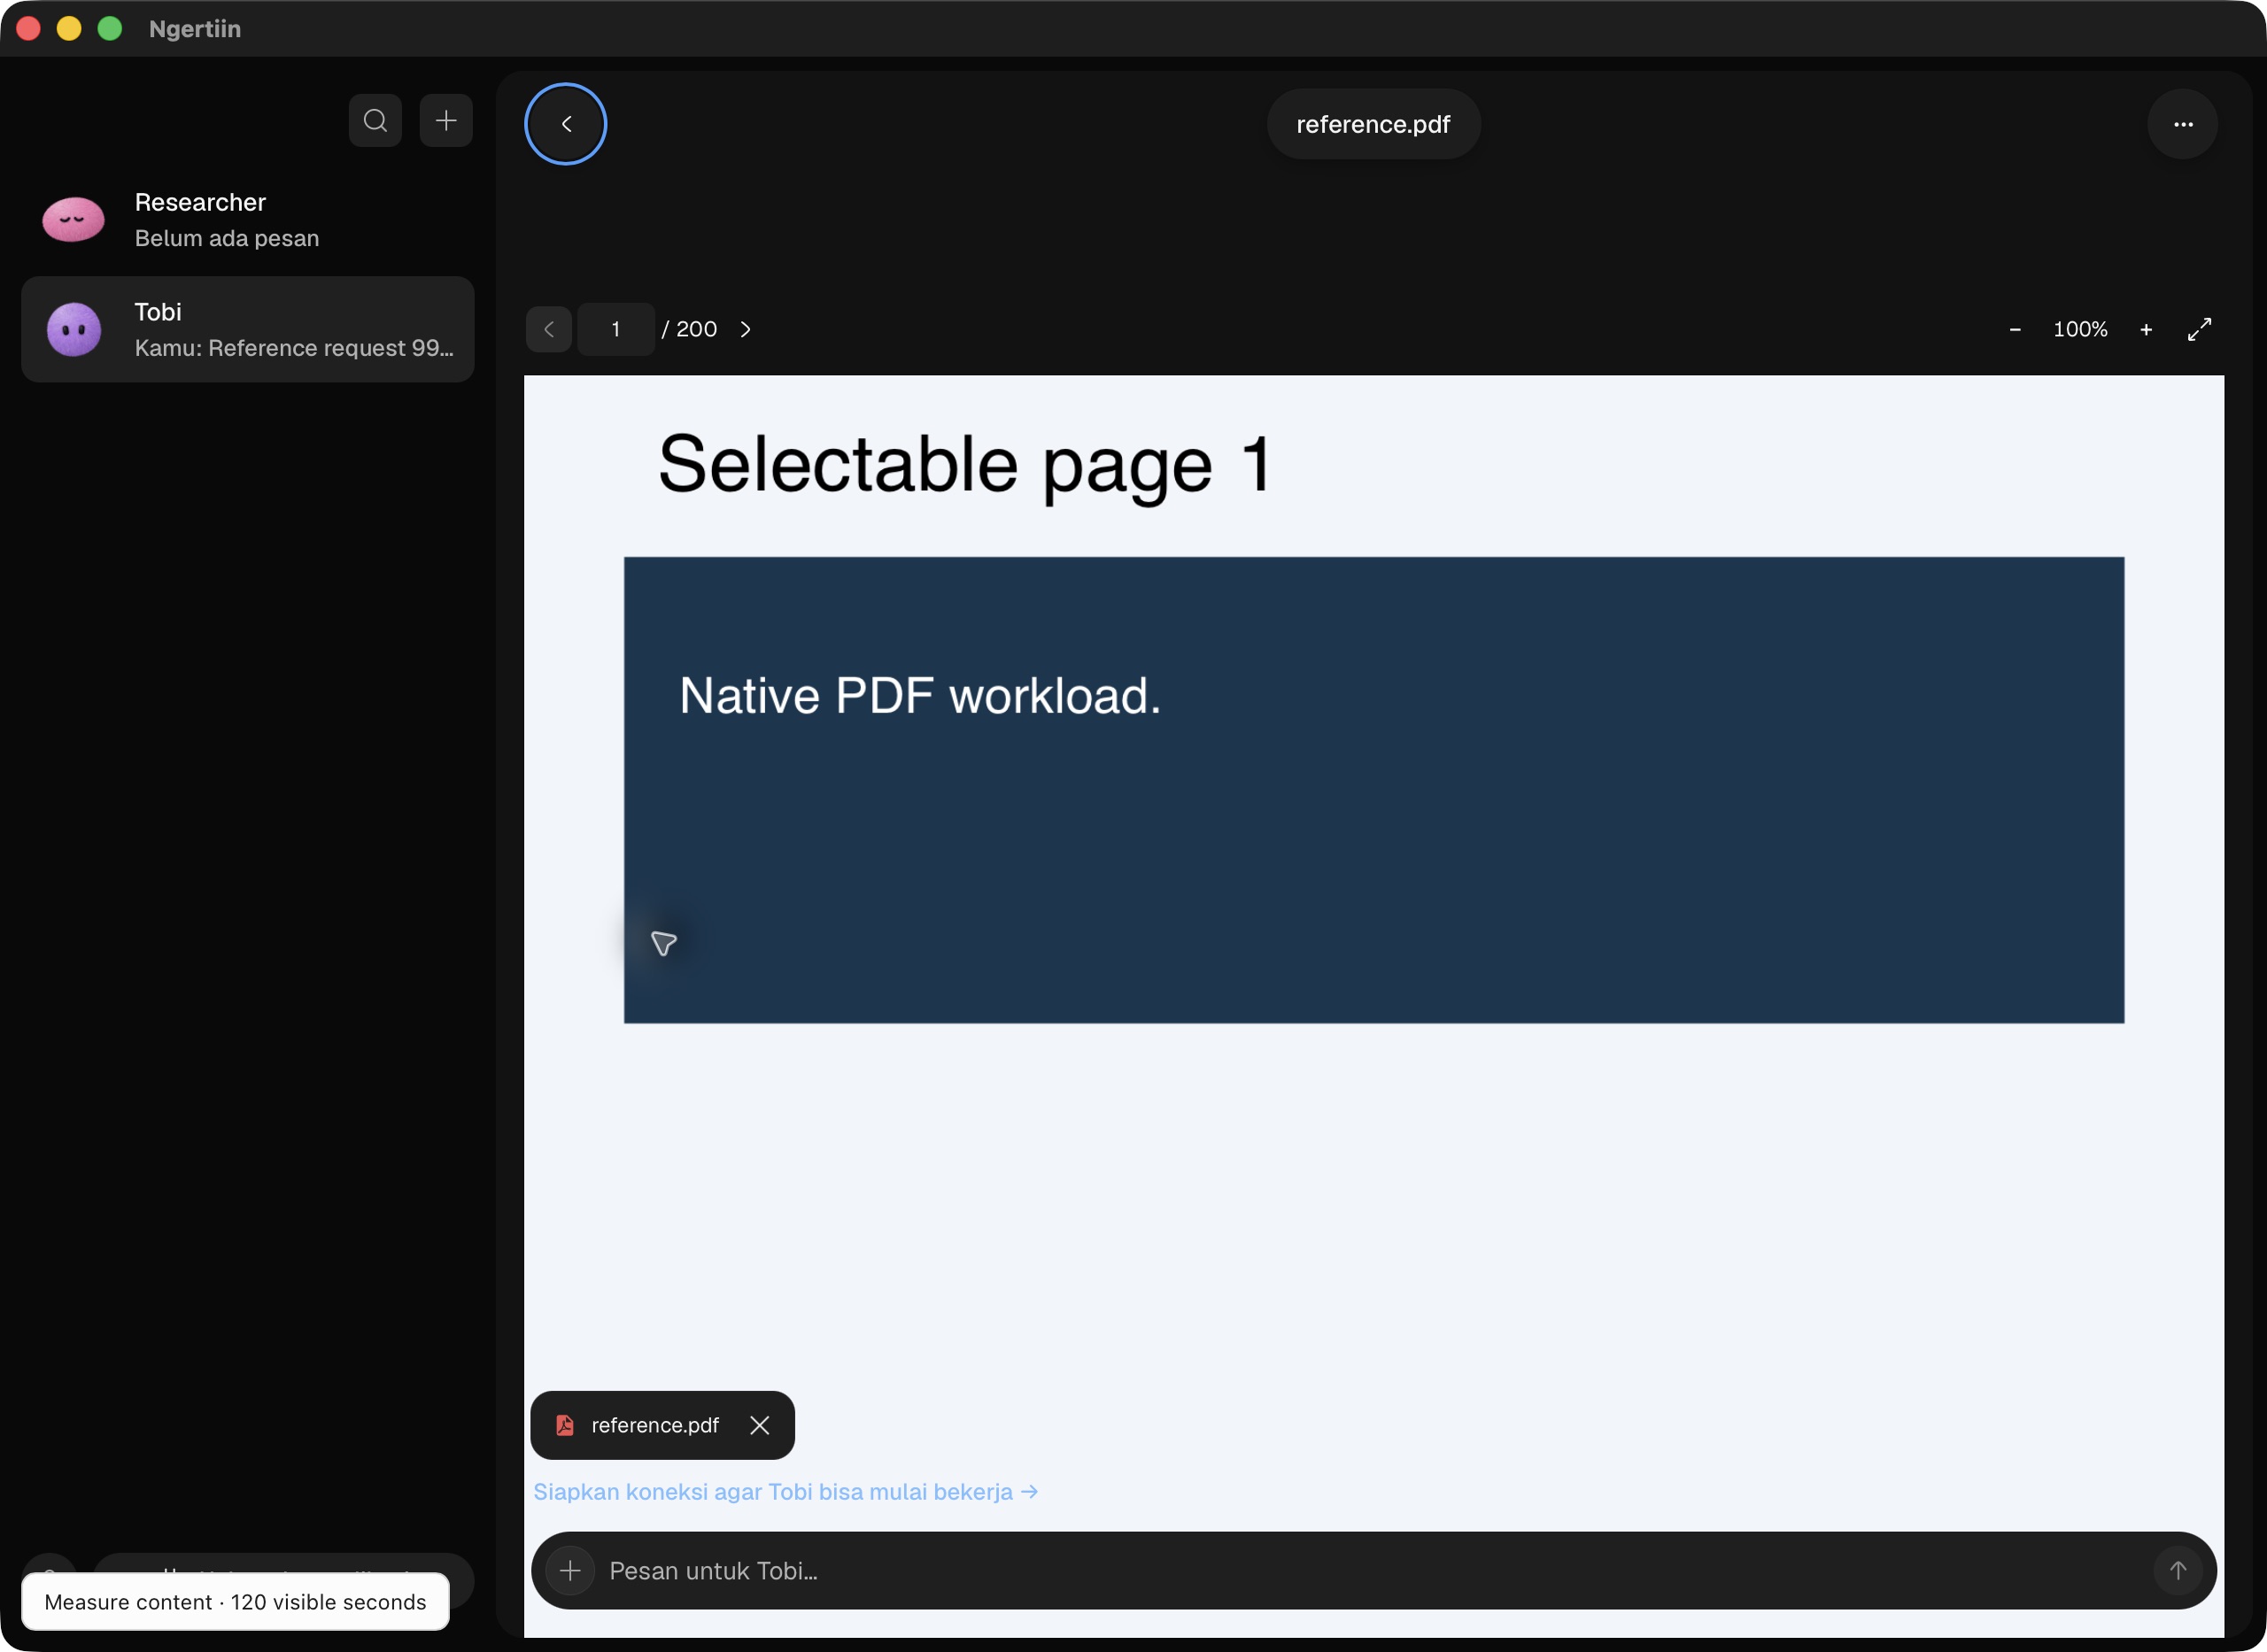 Ngertiin
Researcher
Belum ada pesan
Tobi
Kamu: Reference request 99...
reference.pdf
1 / 200
100%
Selectable page 1
Native PDF workload.
reference.pdf
Siapkan koneksi agar Tobi bisa mulai bekerja →
Pesan untuk Tobi...
Measure content · 120 visible seconds